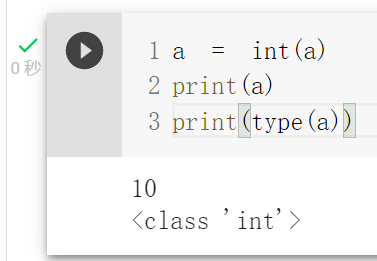 1 a  =  int(a)
0 秒
2 print(a)
3 print(type(a))
10
<class 'int'>